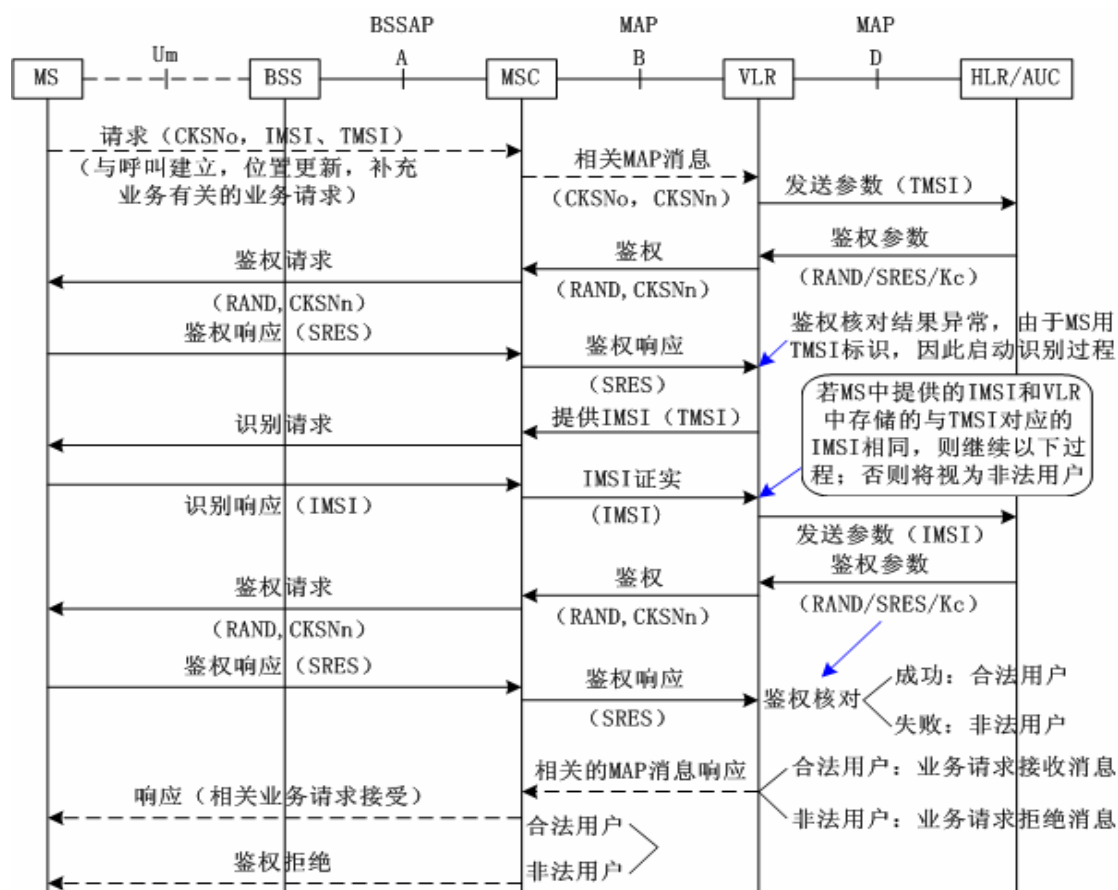 BSSAP MAP MAP
Um A B D
MS BSS MSC VLR HLR/AUC
请求（CKSNo，IMSI、TMSI）
（与呼叫建立，位置更新，补充
业务有关的业务请求）
相关MAP消息
（CKSNo，CKSNn）
发送参数（TMSI）
鉴权参数
（RAND/SRES/Kc）
鉴权
（RAND,CKSNn）
鉴权请求
（RAND,CKSNn）
鉴权响应（SRES）
鉴权响应
（SRES）
鉴权核对结果异常，由于MS用
TMSI标识，因此启动识别过程
若MS中提供的IMSI和VLR
中存储的与TMSI对应的
IMSI相同，则继续以下过
程；否则将视为非法用户
提供IMSI（TMSI）
识别请求
识别响应（IMSI）
IMSI证实
(IMSI)
发送参数（IMSI）
鉴权参数
（RAND/SRES/Kc）
鉴权
（RAND,CKSNn）
鉴权请求
（RAND,CKSNn）
鉴权响应（SRES）
鉴权响应
（SRES）
鉴权核对
成功：合法用户
失败：非法用户
相关的MAP消息响应
合法用户：业务请求接收消息
非法用户：业务请求拒绝消息
响应（相关业务请求接受）
合法用户
非法用户
鉴权拒绝